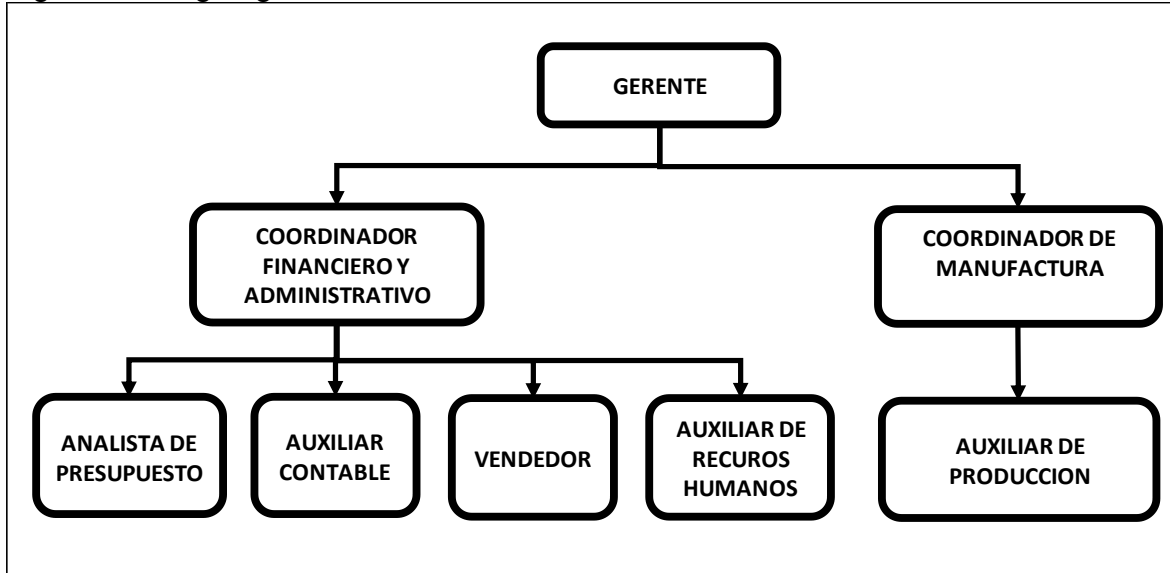 GERENTE
COORDINADOR
FINANCIERO Y
ADMINISTRATIVO
COORDINADOR DE
MANUFACTURA
ANALISTA DE
PRESUPUESTO
AUXILIAR
CONTABLE
VENDEDOR
AUXILIAR DE
RECUROS
HUMANOS
AUXILIAR DE
PRODUCCION